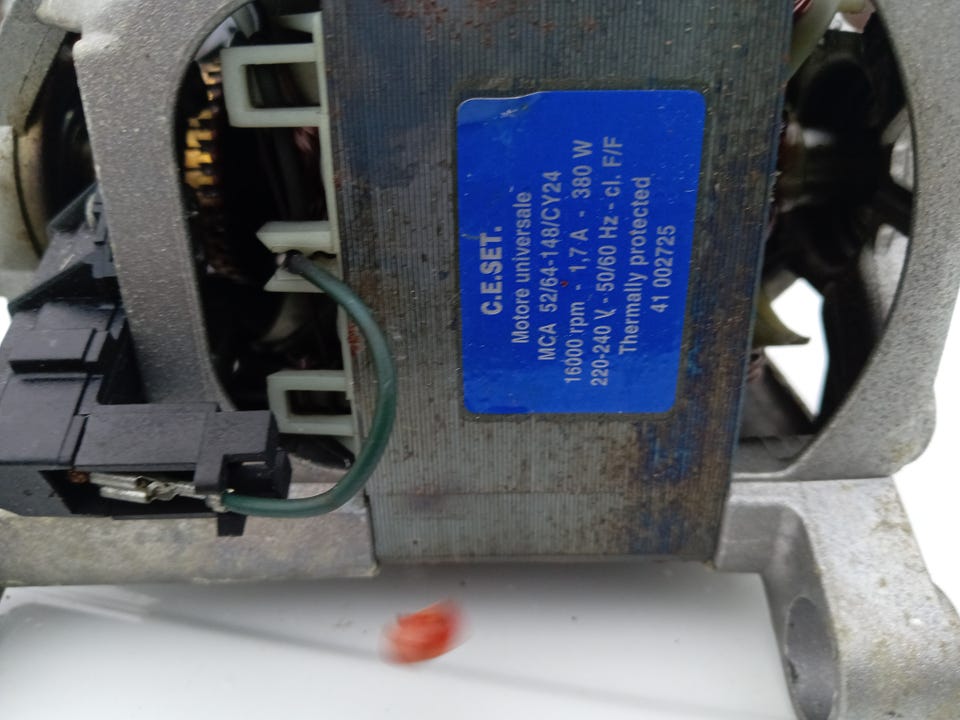 C.E.SET.
Motore universale
MCA 52/64-148/CY24
16000 rpm - 1,7 A - 380 W
220-240 V - 50/60 Hz - cl. F/F
Thermally protected
41 002725